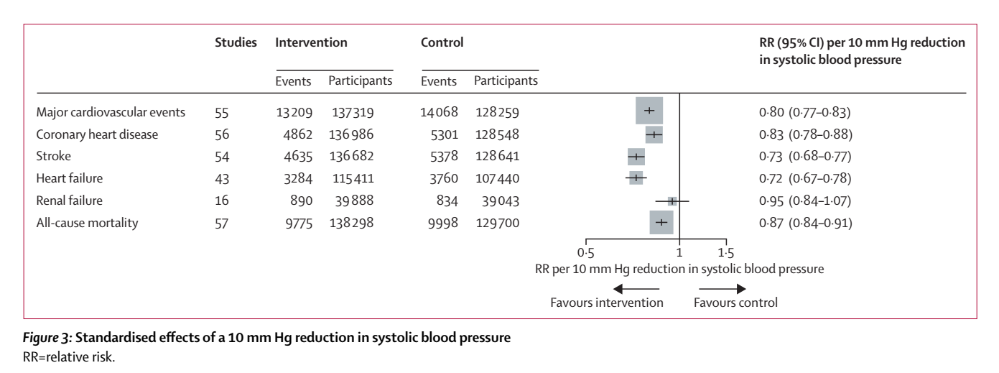 Studies Intervention Control RR (95% CI) per 10 mm Hg reduction
in systolic blood pressure
Events Participants Events Participants
Major cardiovascular events 55 13209 137319 14068 128259 0·80 (0·77–0·83)
Coronary heart disease 56 4862 136986 5301 128548 0·83 (0·78–0·88)
Stroke 54 4635 136682 5378 128641 0·73 (0·68–0·77)
Heart failure 43 3284 115411 3760 107440 0·72 (0·67–0·78)
Renal failure 16 890 39888 834 39043 0·95 (0·84–1·07)
All-cause mortality 57 9775 138298 9998 129700 0·87 (0·84–0·91)
0·5 1 1·5
RR per 10 mm Hg reduction in systolic blood pressure
Favours intervention Favours control
Figure 3: Standardised effects of a 10 mm Hg reduction in systolic blood pressure
RR=relative risk.